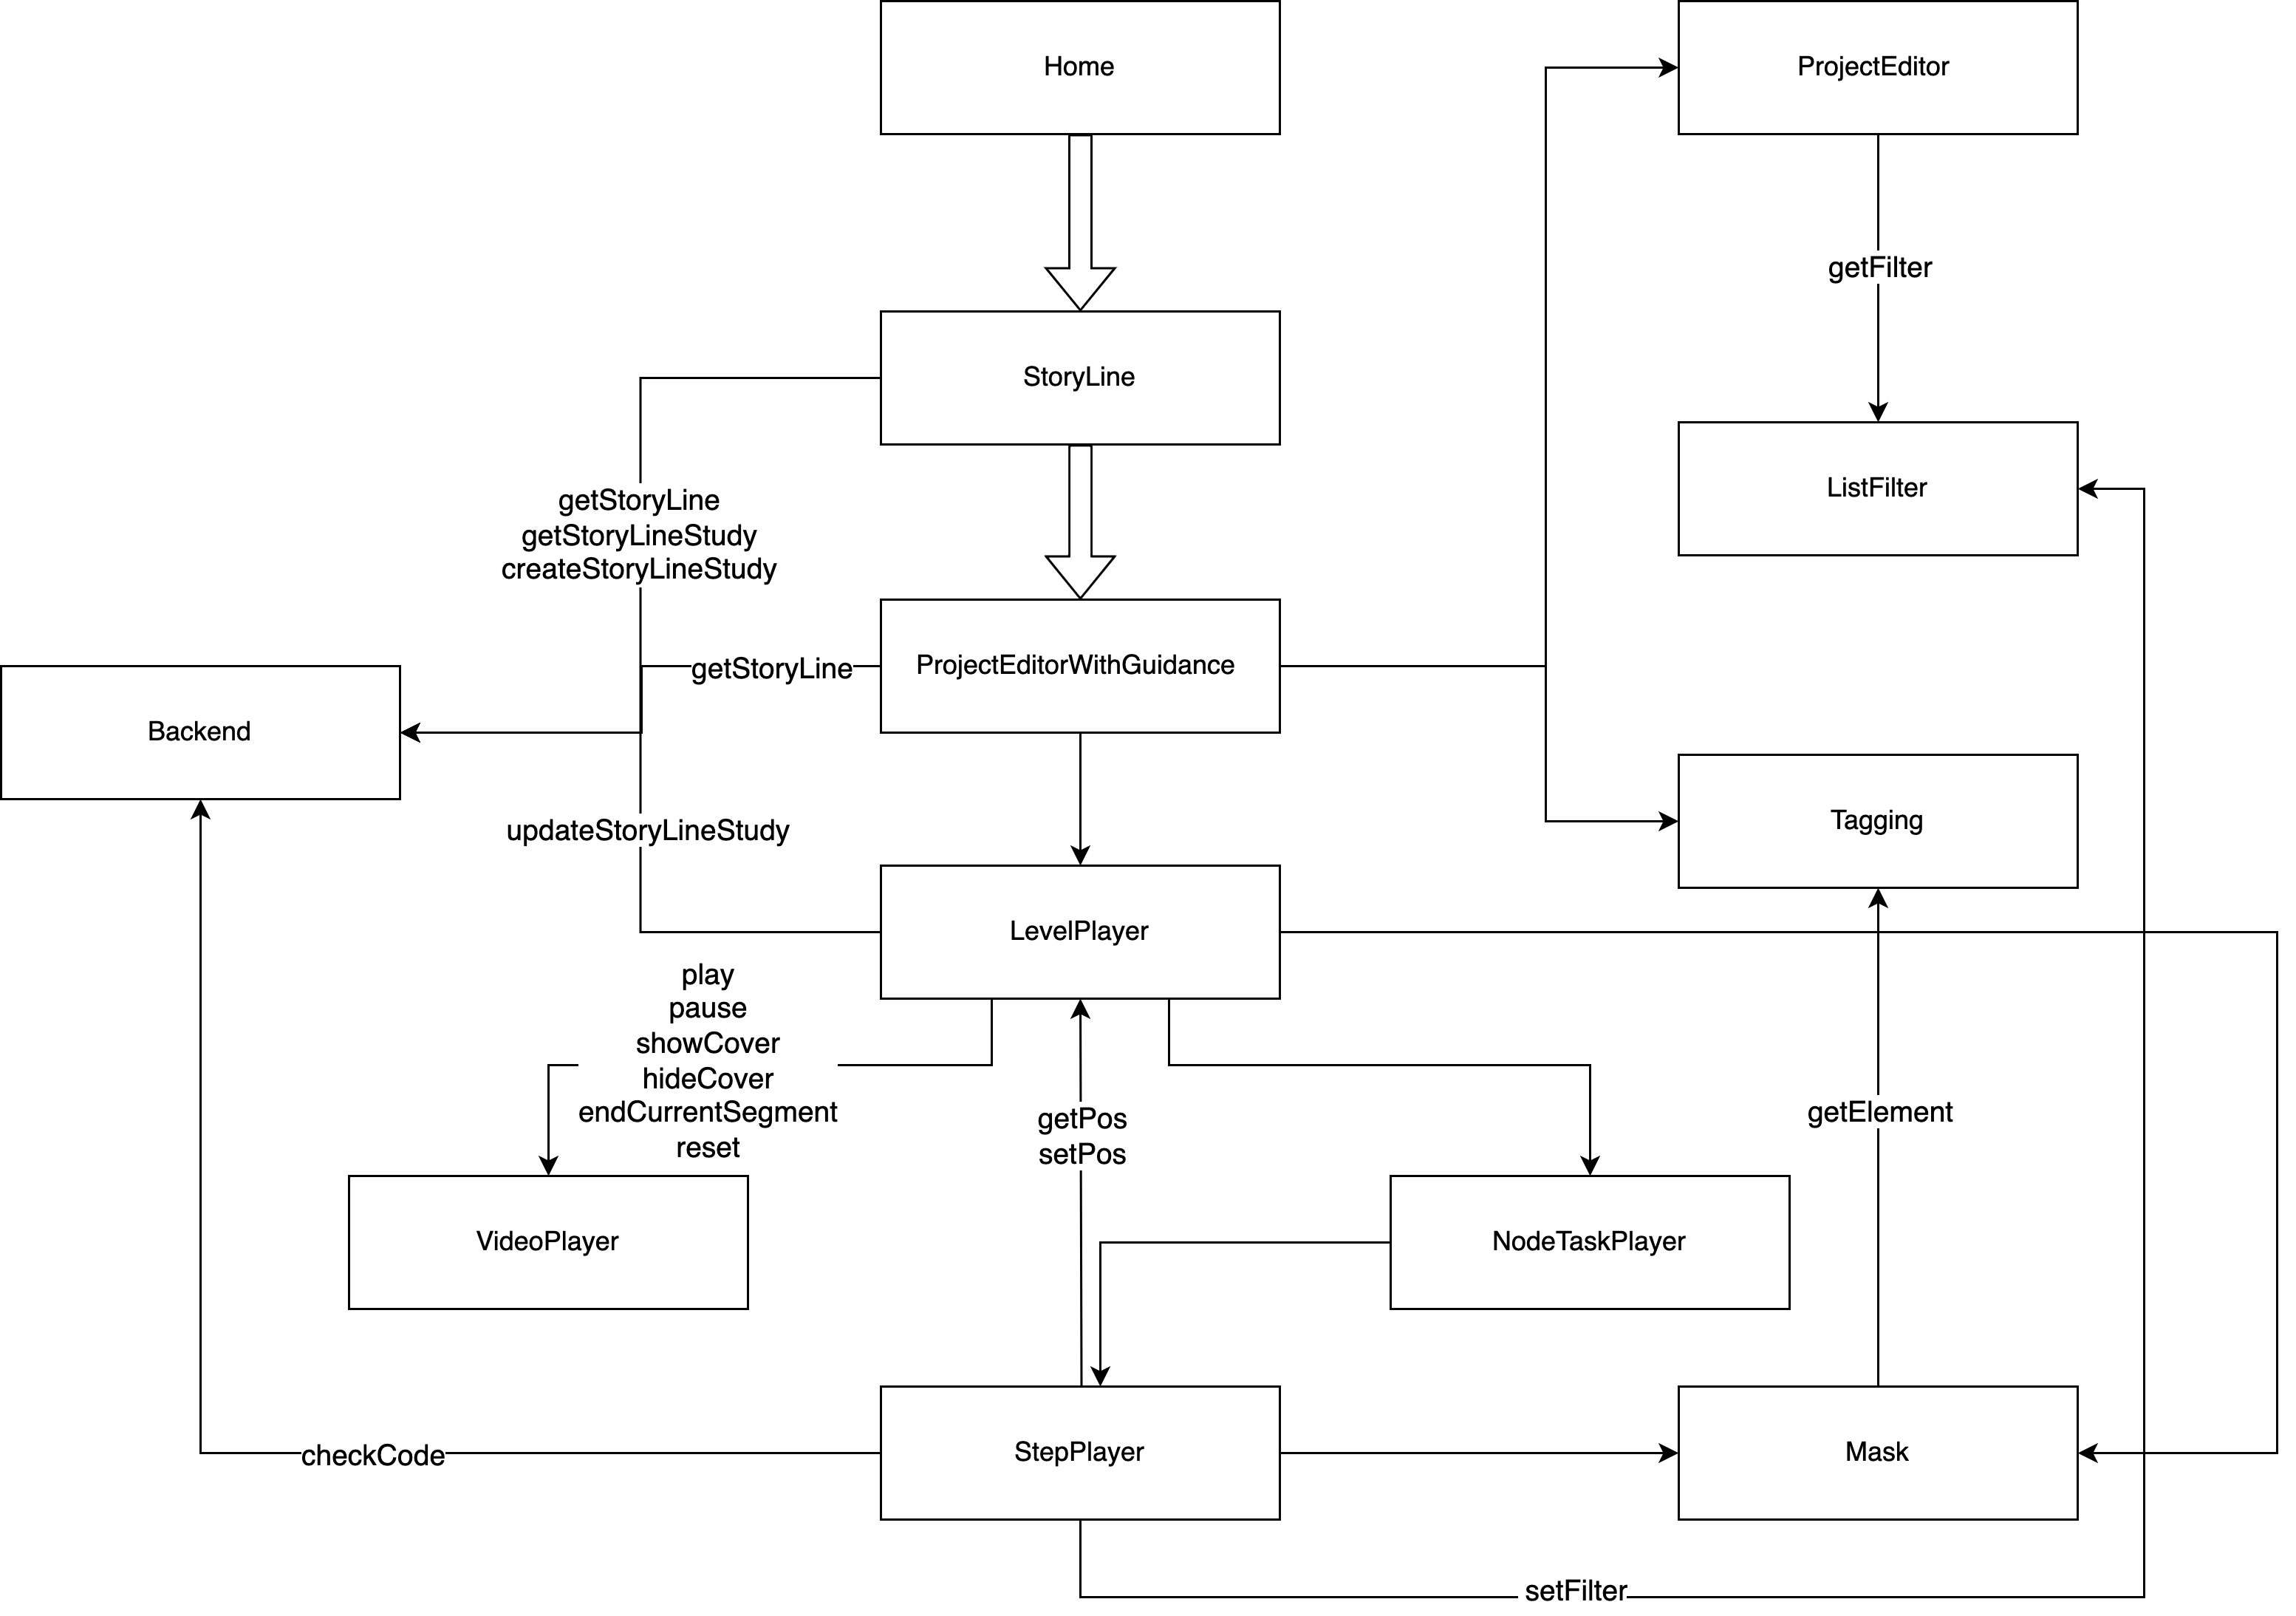 Home
ProjectEditor
getFilter
StoryLine
ListFilter
getStoryLine
getStoryLineStudy
createStoryLineStudy
getStoryLine
ProjectEditorWithGuidance
Backend
Tagging
updateStoryLineStudy
LevelPlayer
play
pause
showCover
hideCover
endCurrentSegment
reset
getPos
setPos
getElement
VideoPlayer
NodeTaskPlayer
checkCode
StepPlayer
Mask
setFilter